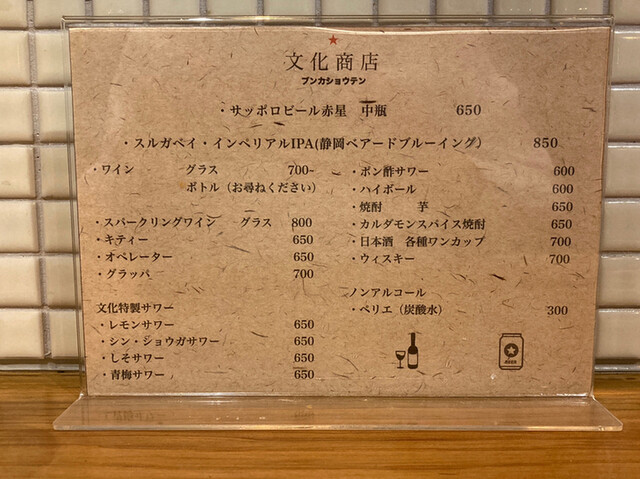 文化商店
ブンカショウテン
・サッポロビール赤星 中瓶 650
・スルガベイ・インペリアルIPA(静岡ベアードブルーイング) 850
・ワイン グラス 700~
ボトル（お尋ねください）
・スパークリングワイン グラス 800
・キティー 650
・オペレーター 650
・グラッパ 700
文化特製サワー
・レモンサワー 650
・シン・ショウガサワー 650
・しそサワー 650
・青梅サワー 650
・ポン酢サワー 600
・ハイボール 600
・焼酎 芋 650
・カルダモンスパイス焼酎 650
・日本酒 各種ワンカップ 700
・ウィスキー 700
ノンアルコール
・ペリエ（炭酸水） 300